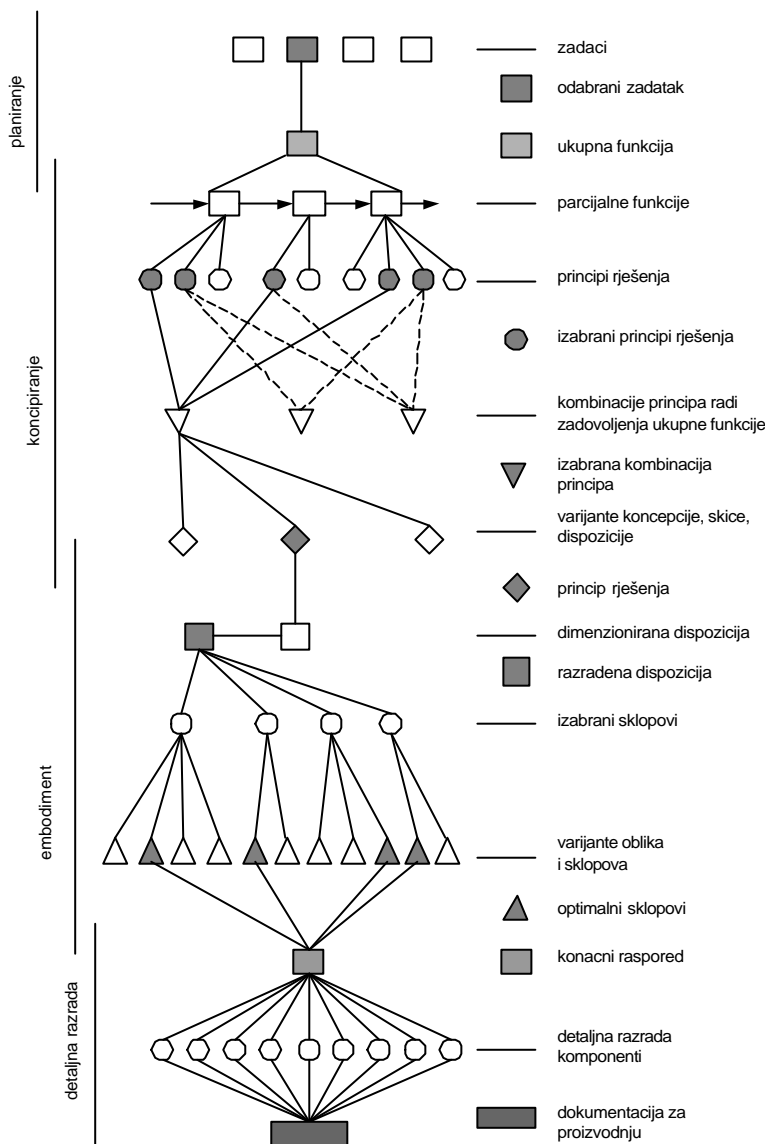 planiranje
koncipiranje
embodiment
detaljna razrada
zadaci
odabrani zadatak
ukupna funkcija
parcijalne funkcije
principi rješenja
izabrani principi rješenja
kombinacije principa radi
zadovoljenja ukupne funkcije
izabrana kombinacija
principa
varijante koncepcije, skice,
dispozicije
princip rješenja
dimenzionirana dispozicija
razradena dispozicija
izabrani sklopovi
varijante oblika
i sklopova
optimalni sklopovi
konacni raspored
detaljna razrada
komponenti
dokumentacija za
proizvodnju